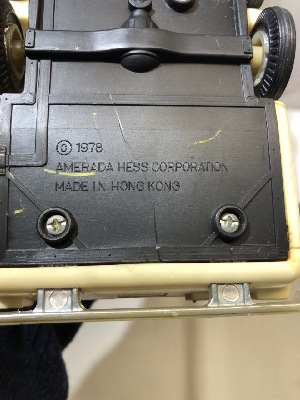 © 1978
AMERADA HESS CORPORATION
MADE IN HONG KONG